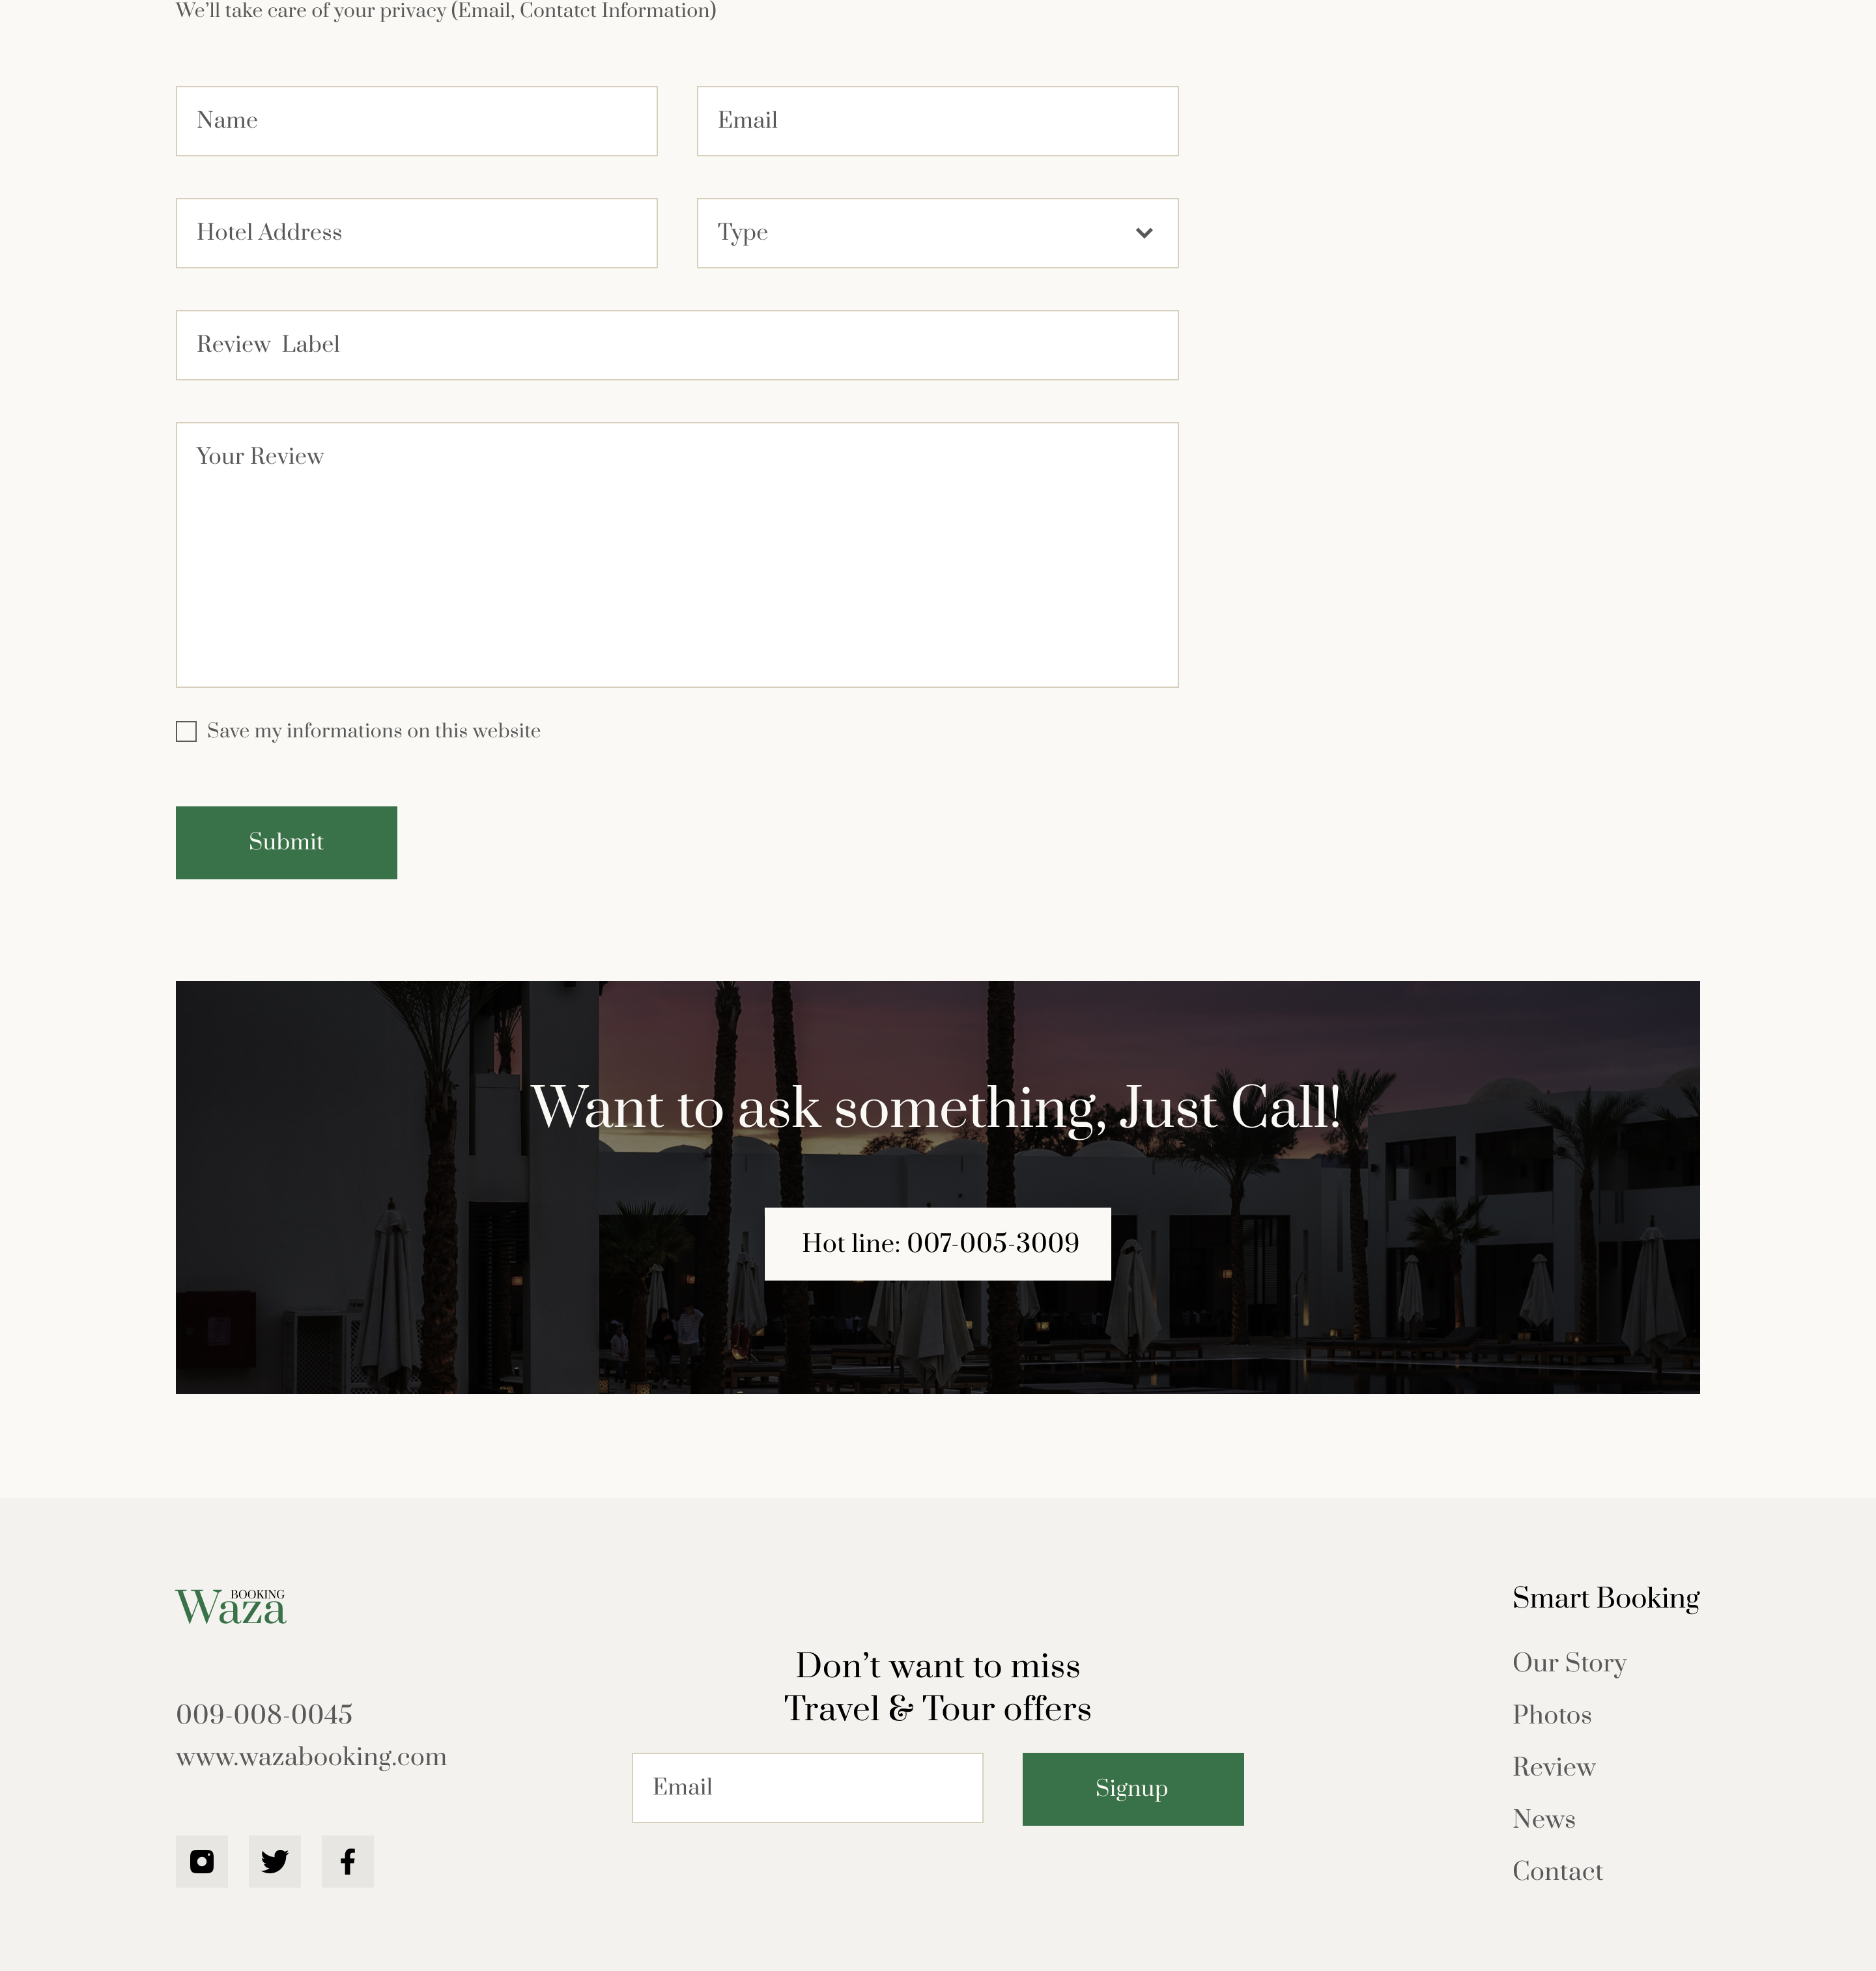 We’ll take care of your privacy (Email, Contatct Information)
Name
Email
Hotel Address
Type
Review  Label
Your Review
Save my informations on this website
Submit
Want to ask something, Just Call!
Hot line: 007-005-3009
BOOKING
Waza
009-008-0045
www.wazabooking.com
Don’t want to miss
Travel & Tour offers
Email
Signup
Smart Booking
Our Story
Photos
Review
News
Contact